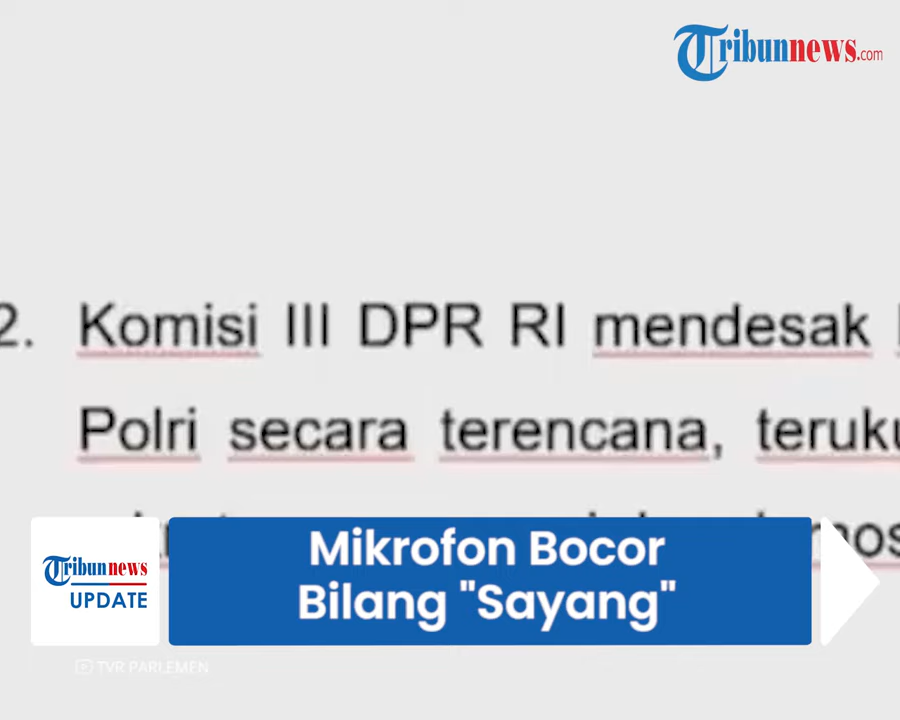 Tribunnews.com
2. Komisi III DPR RI mendesak
Polri secara terencana,
Mikrofon Bocor
Bilang "Sayang"
Tribunnews
UPDATE
TVR PARLEMEN